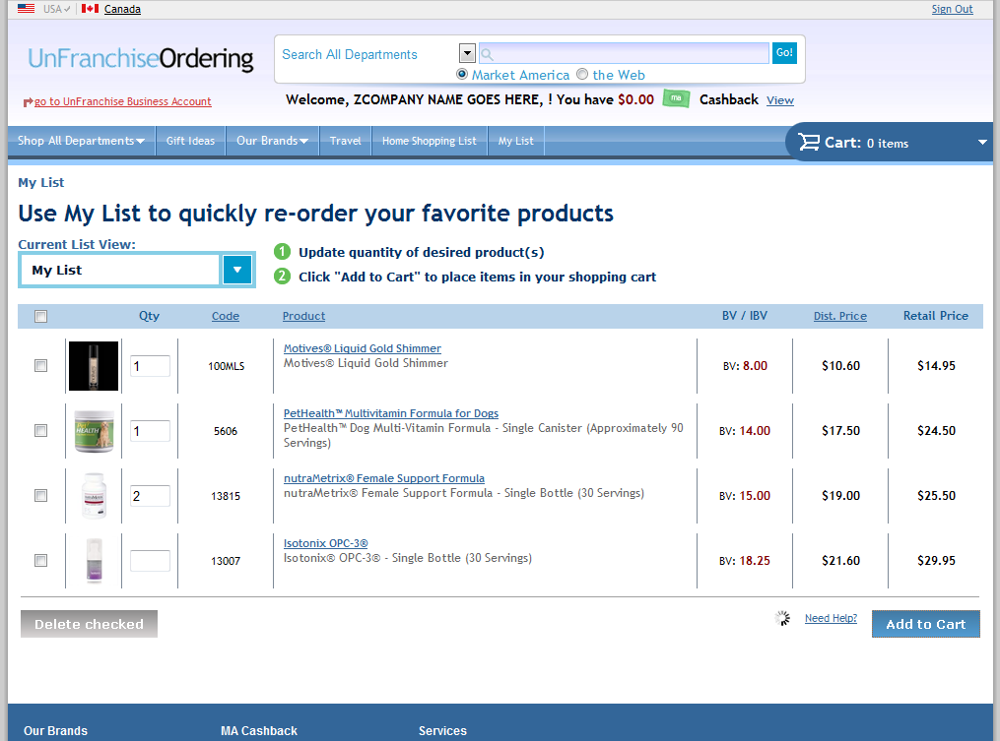 USA Canada Sign Out
UnFranchiseOrdering
Search All Departments Go!
Market America the Web
go to UnFranchise Business Account
Welcome, ZCOMPANY NAME GOES HERE, ! You have $0.00 ma Cashback View
Shop All Departments Gift Ideas Our Brands Travel Home Shopping List My List Cart: 0 items
My List
Use My List to quickly re-order your favorite products
Current List View:
My List
1 Update quantity of desired product(s)
2 Click "Add to Cart" to place items in your shopping cart
Qty Code Product BV / IBV Dist. Price Retail Price
1 100MLS Motives® Liquid Gold Shimmer BV: 8.00 $10.60 $14.95
Motives® Liquid Gold Shimmer
1 5606 PetHealth™ Multivitamin Formula for Dogs BV: 14.00 $17.50 $24.50
PetHealth™ Dog Multi-Vitamin Formula - Single Canister (Approximately 90
Servings)
2 13815 nutraMetrix® Female Support Formula BV: 15.00 $19.00 $25.50
nutraMetrix® Female Support Formula - Single Bottle (30 Servings)
13007 Isotonix OPC-3® BV: 18.25 $21.60 $29.95
Isotonix® OPC-3® - Single Bottle (30 Servings)
Delete checked Need Help? Add to Cart
Our Brands MA Cashback Services